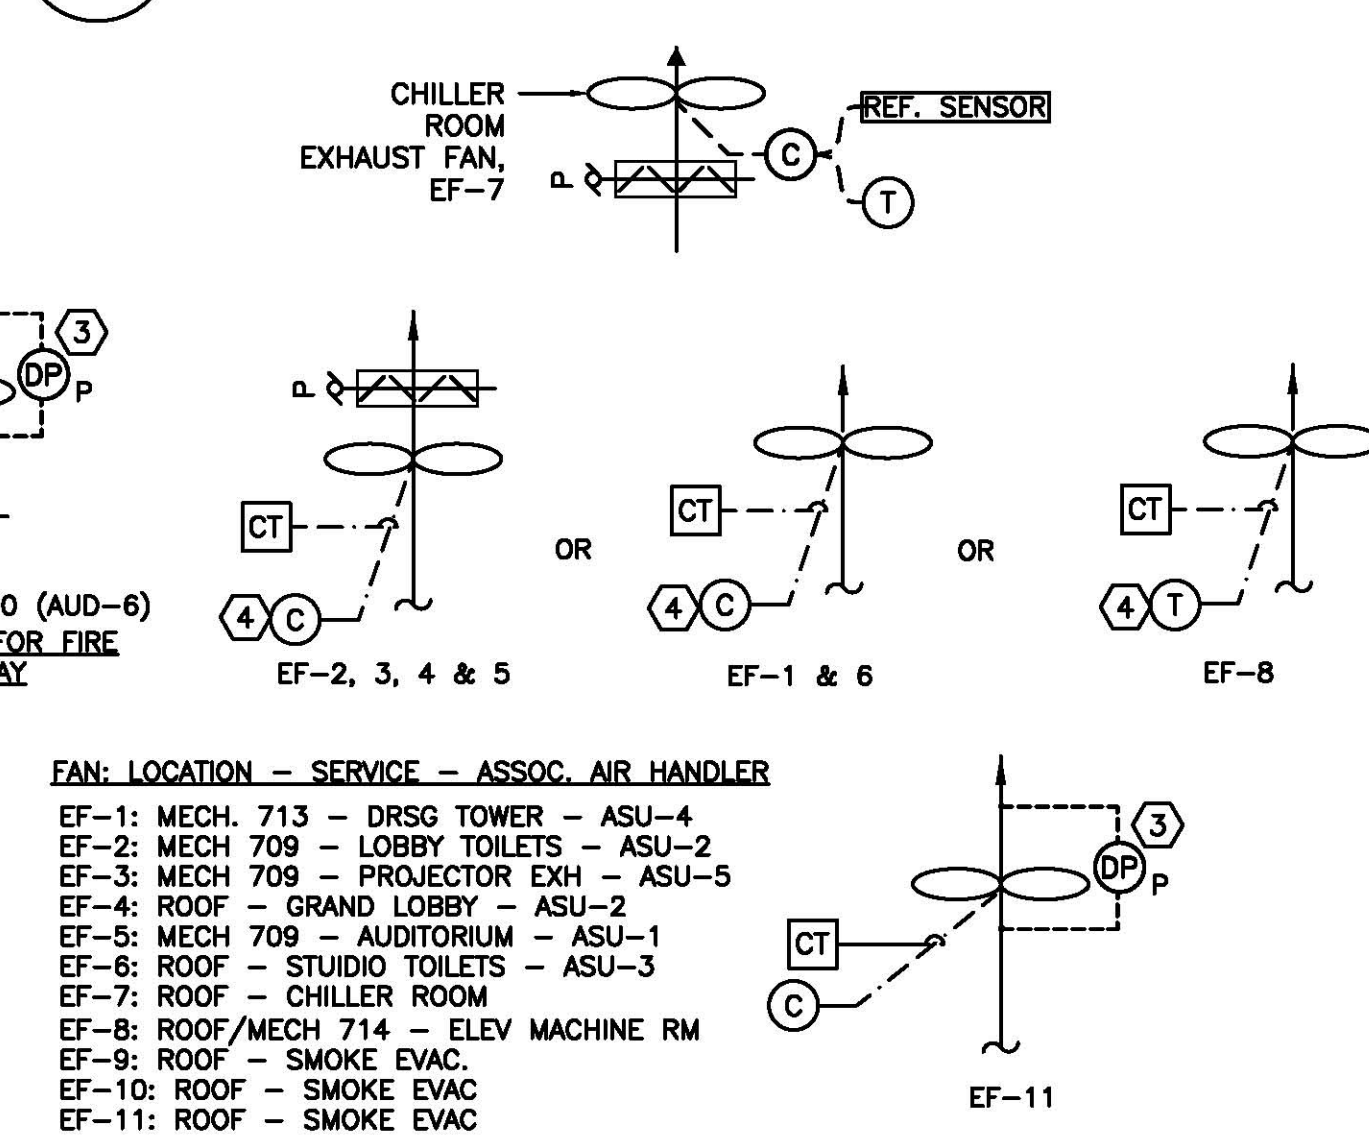 CHILLER
ROOM
EXHAUST FAN,
EF-7
P
C
REF. SENSOR
T
3
DP
P
0 (AUD-6)
FOR FIRE
AY
P
CT
4
C
EF-2, 3, 4 & 5
OR
CT
4
C
EF-1 & 6
OR
CT
4
T
EF-8
FAN: LOCATION - SERVICE - ASSOC. AIR HANDLER
EF-1: MECH. 713 - DRSG TOWER - ASU-4
EF-2: MECH 709 - LOBBY TOILETS - ASU-2
EF-3: MECH 709 - PROJECTOR EXH - ASU-5
EF-4: ROOF - GRAND LOBBY - ASU-2
EF-5: MECH 709 - AUDITORIUM - ASU-1
EF-6: ROOF - STUIDIO TOILETS - ASU-3
EF-7: ROOF - CHILLER ROOM
EF-8: ROOF/MECH 714 - ELEV MACHINE RM
EF-9: ROOF - SMOKE EVAC.
EF-10: ROOF - SMOKE EVAC
EF-11: ROOF - SMOKE EVAC
3
DP
P
CT
C
EF-11